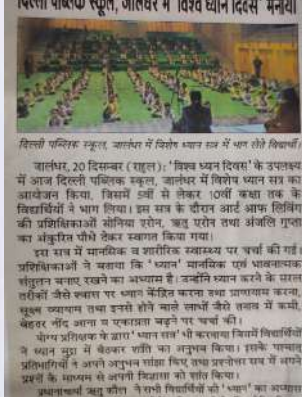 दिल्ली पब्लिक स्कूल, जालंधर में 'विश्व ध्यान दिवस' मनाया
दिल्ली पब्लिक स्कूल, जालंधर में विशेष ध्यान सत्र में भाग लेते विद्यार्थी।
जालंधर, 20 दिसम्बर (राहुल): 'विश्व ध्यान दिवस' के उपलक्ष्य
में आज दिल्ली पब्लिक स्कूल, जालंधर में विशेष ध्यान सत्र का
आयोजन किया, जिसमें 5वीं से लेकर 10वीं कक्षा तक के
विद्यार्थियों ने भाग लिया। इस सत्र के दौरान आर्ट आफ लिविंग
की प्रशिक्षिकाओं सोनिया एरोन, ऋतु एरोन तथा अंजलि गुप्ता
का अंकुरित पौधे देकर स्वागत किया गया।
इस सत्र में मानसिक व शारीरिक स्वास्थ्य पर चर्चा की गई।
प्रशिक्षिकाओं ने बताया कि 'ध्यान' मानसिक एवं भावनात्मक
संतुलन बनाए रखने का अभ्यास है। उन्होंने ध्यान करने के सरल
तरीकों जैसे श्वास पर ध्यान केंद्रित करना तथा प्राणायाम करना,
सूक्ष्म व्यायाम तथा इनसे होने वाले लाभों जैसे तनाव में कमी,
बेहतर नींद आना व एकाग्रता बढ़ने पर चर्चा की।
योग्य प्रशिक्षक के द्वारा 'ध्यान सत्र' भी करवाया जिसमें विद्यार्थियों
ने ध्यान मुद्रा में बैठकर शांति का अनुभव किया। इसके पश्चात्
प्रतिभागियों ने अपने अनुभव सांझा किए, तथा प्रश्नोत्तर सत्र में अपने
प्रश्नों के माध्यम से अपनी जिज्ञासा को शांत किया।
प्रधानाचार्या ऋतु कौल ने सभी विद्यार्थियों को 'ध्यान' का अभ्यास